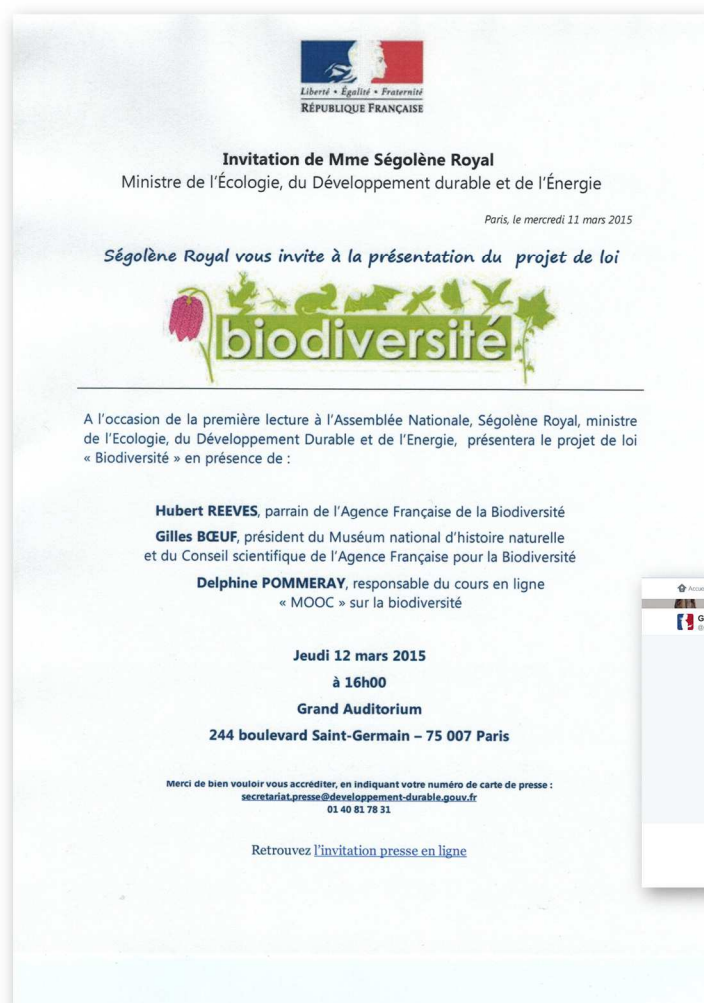 Liberté • Égalité • Fraternité
RÉPUBLIQUE FRANÇAISE
Invitation de Mme Ségolène Royal
Ministre de l'Écologie, du Développement durable et de l'Énergie
Paris, le mercredi 11 mars 2015
Ségolène Royal vous invite à la présentation du projet de loi
biodiversité
A l'occasion de la première lecture à l'Assemblée Nationale, Ségolène Royal, ministre
de l'Ecologie, du Développement Durable et de l'Energie, présentera le projet de loi
« Biodiversité » en présence de :
Hubert REEVES, parrain de l'Agence Française de la Biodiversité
Gilles BŒUF, président du Muséum national d'histoire naturelle
et du Conseil scientifique de l'Agence Française pour la Biodiversité
Delphine POMMERAY, responsable du cours en ligne
« MOOC » sur la biodiversité
Jeudi 12 mars 2015
à 16h00
Grand Auditorium
244 boulevard Saint-Germain – 75 007 Paris
Merci de bien vouloir vous accréditer, en indiquant votre numéro de carte de presse :
secretariat.presse@developpement-durable.gouv.fr
01 40 81 78 31
Retrouvez l'invitation presse en ligne